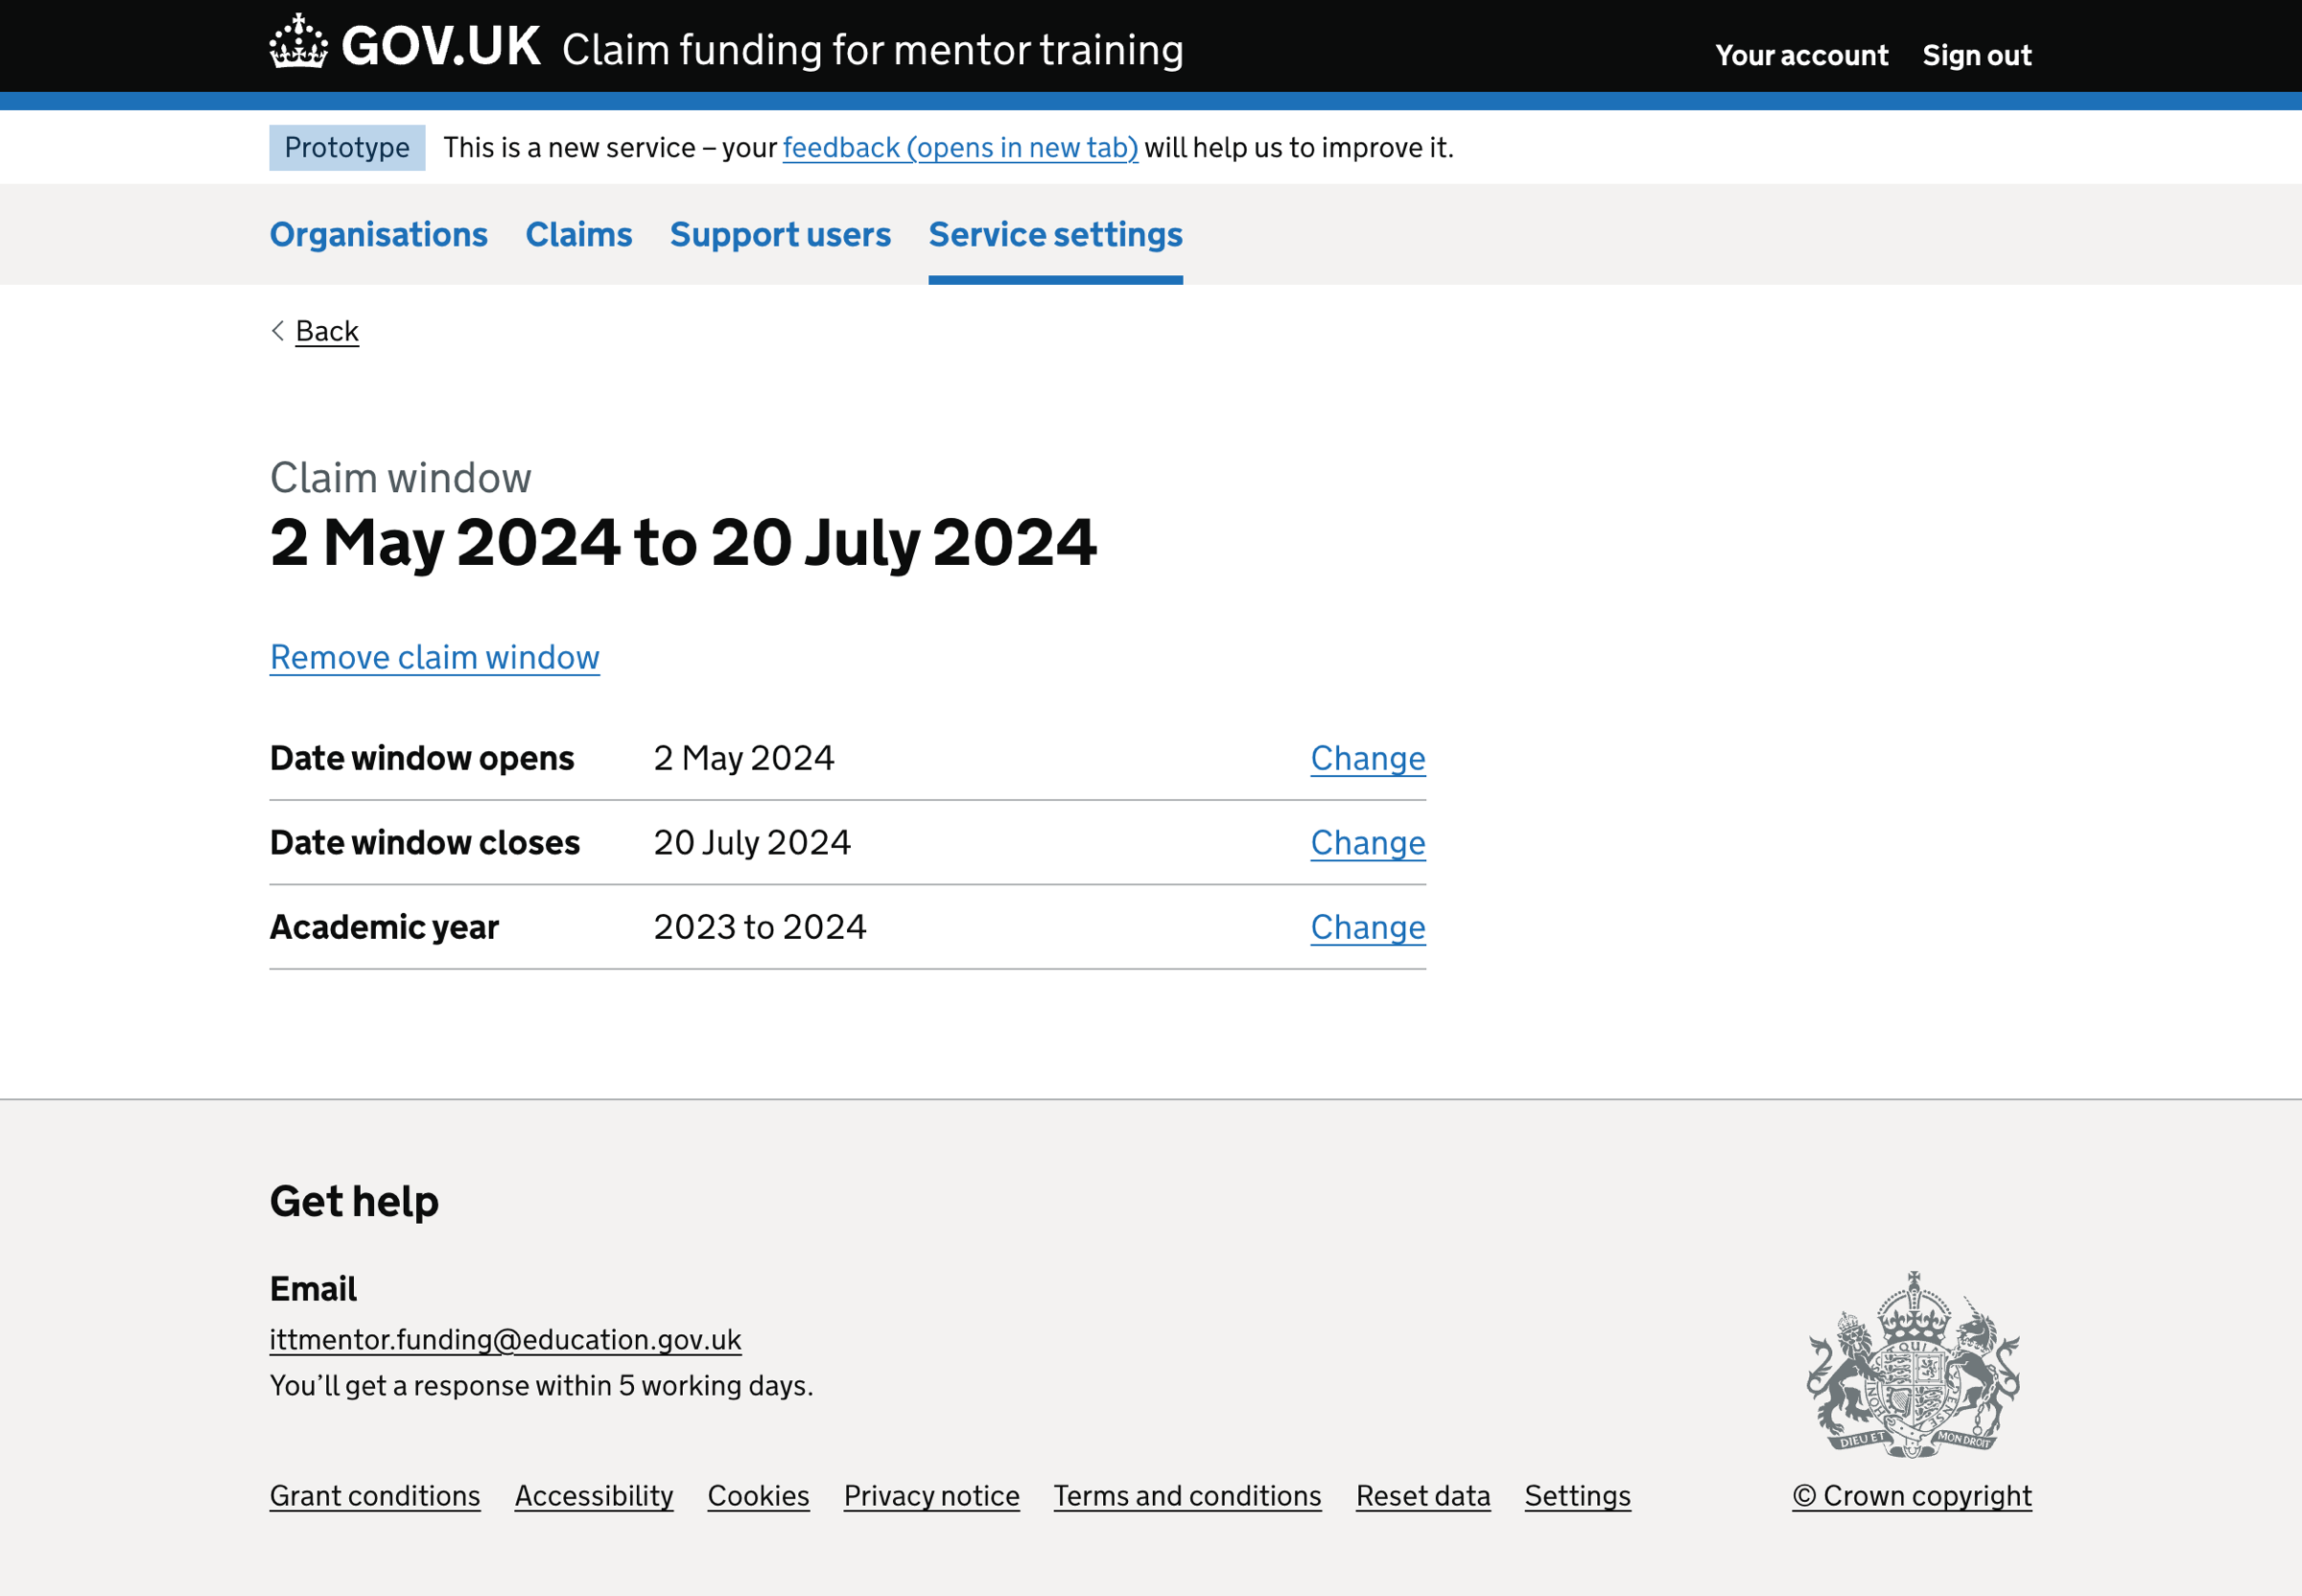 GOV.UK Claim funding for mentor training
Your account Sign out
Prototype This is a new service – your feedback (opens in new tab) will help us to improve it.
Organisations Claims Support users Service settings
Back
Claim window
2 May 2024 to 20 July 2024
Remove claim window
Date window opens 2 May 2024 Change
Date window closes 20 July 2024 Change
Academic year 2023 to 2024 Change
Get help
Email
ittmentor.funding@education.gov.uk
You’ll get a response within 5 working days.
DIEU ET MON DROIT
Grant conditions Accessibility Cookies Privacy notice Terms and conditions Reset data Settings
© Crown copyright